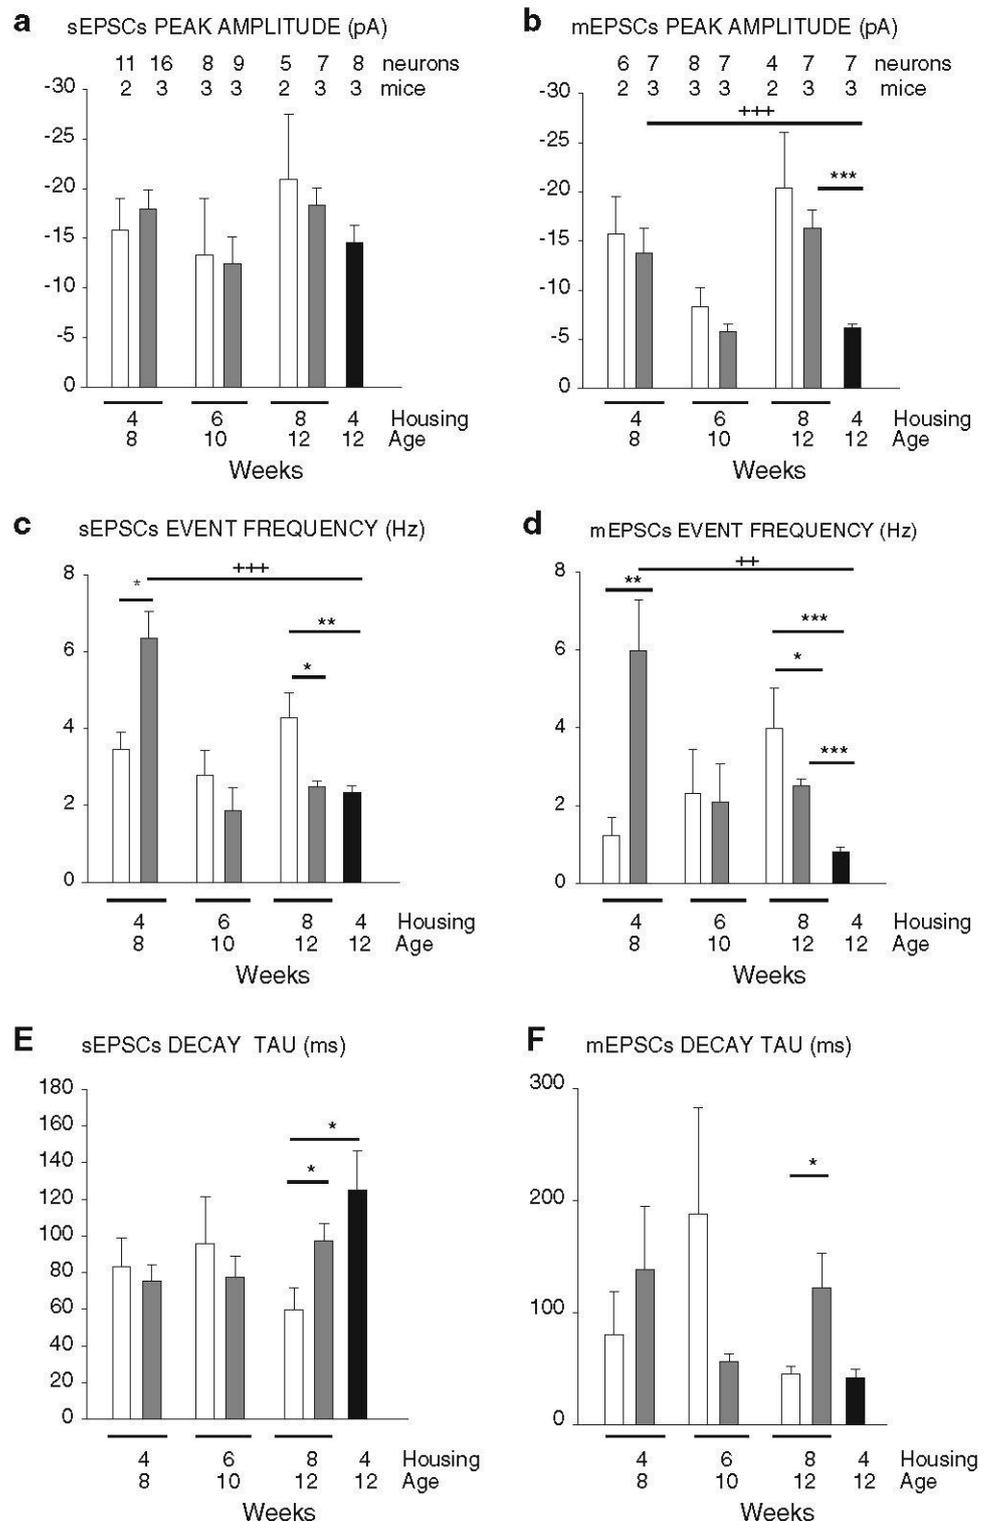 a sEPSCs PEAK AMPLITUDE (pA)
11 16 8 9 5 7 8 neurons
2 3 3 3 2 3 3 mice
-30
-25
-20
-15
-10
-5
0
4 6 8 4 Housing
8 10 12 12 Age
Weeks
b mEPSCs PEAK AMPLITUDE (pA)
6 7 8 7 4 7 7 neurons
2 3 3 3 2 3 3 mice
-30
+++
-25
***
-20
-15
-10
-5
0
4 6 8 4 Housing
8 10 12 12 Age
Weeks
c sEPSCs EVENT FREQUENCY (Hz)
+++
8
*
**
6
*
4
2
0
4 6 8 4 Housing
8 10 12 12 Age
Weeks
d mEPSCs EVENT FREQUENCY (Hz)
++
8
**
***
6
*
4
***
2
0
4 6 8 4 Housing
8 10 12 12 Age
Weeks
E sEPSCs DECAY TAU (ms)
180
160
*
140
*
120
100
80
60
40
20
0
4 6 8 4 Housing
8 10 12 12 Age
Weeks
F mEPSCs DECAY TAU (ms)
300
*
200
100
0
4 6 8 4 Housing
8 10 12 12 Age
Weeks